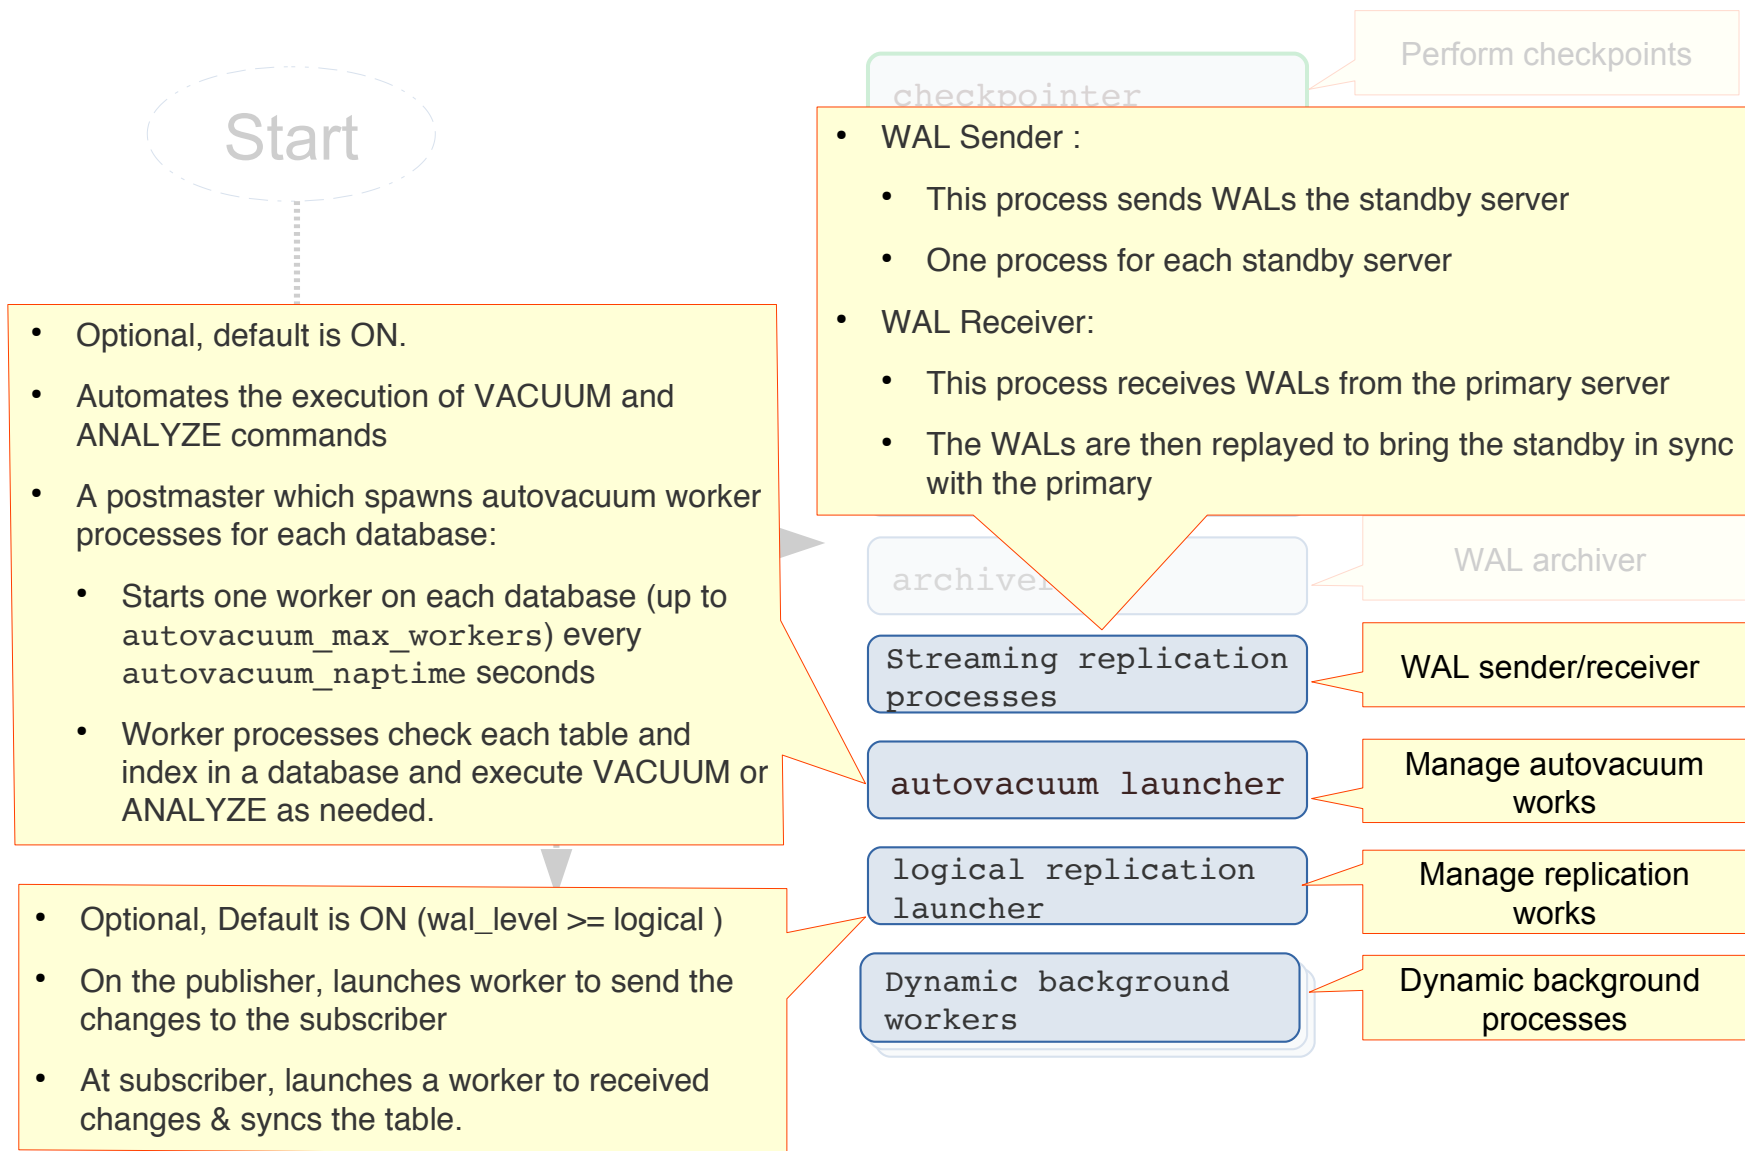 Start
checkpointer
Perform checkpoints
• WAL Sender :
• This process sends WALs the standby server
• One process for each standby server
• WAL Receiver:
• This process receives WALs from the primary server
• The WALs are then replayed to bring the standby in sync
with the primary
• Optional, default is ON.
• Automates the execution of VACUUM and
ANALYZE commands
• A postmaster which spawns autovacuum worker
processes for each database:
• Starts one worker on each database (up to
autovacuum_max_workers) every
autovacuum_naptime seconds
• Worker processes check each table and
index in a database and execute VACUUM or
ANALYZE as needed.
archiver
WAL archiver
Streaming replication
processes
WAL sender/receiver
autovacuum launcher
Manage autovacuum
works
logical replication
launcher
Manage replication
works
• Optional, Default is ON (wal_level >= logical )
• On the publisher, launches worker to send the
changes to the subscriber
• At subscriber, launches a worker to received
changes & syncs the table.
Dynamic background
workers
Dynamic background
processes